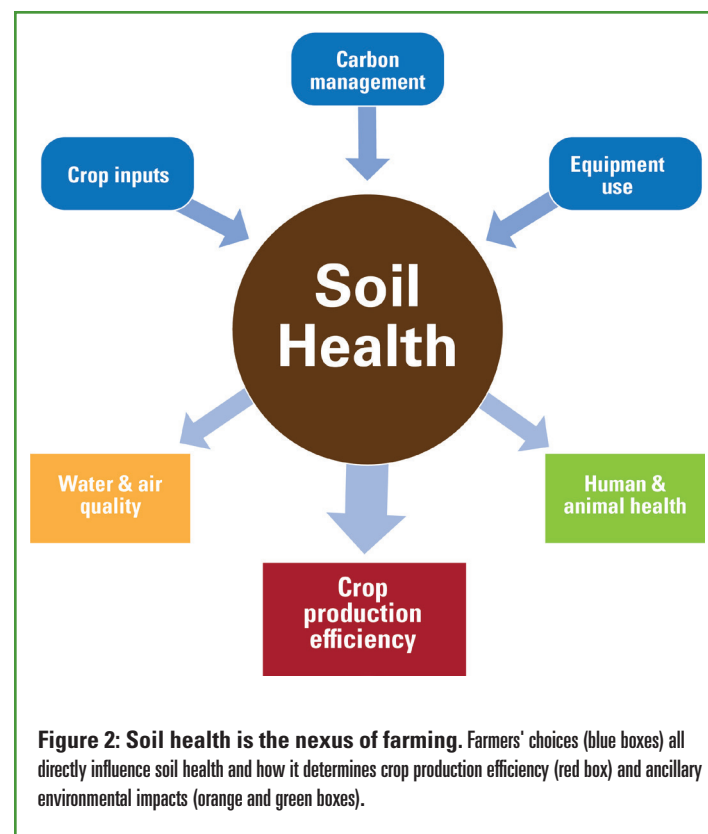 Carbon
management
Crop inputs
Equipment
use
Soil
Health
Water & air
quality
Human &
animal health
Crop
production
efficiency
Figure 2: Soil health is the nexus of farming. Farmers' choices (blue boxes) all
directly influence soil health and how it determines crop production efficiency (red box) and ancillary
environmental impacts (orange and green boxes).